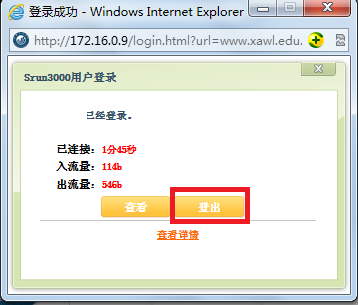 登录成功 - Windows Internet Explorer
http://172.16.0.9/login.html?url=www.xawl.edu.
Srun3000用户登录
已经登录。
已连接：1分45秒
入流量：114b
出流量：546b
查看 登出
查看详情